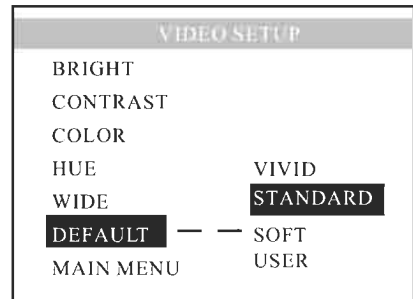 VIDEO SETUP
BRIGHT
CONTRAST
COLOR
HUE VIVID
WIDE STANDARD
DEFAULT — — SOFT
MAIN MENU USER